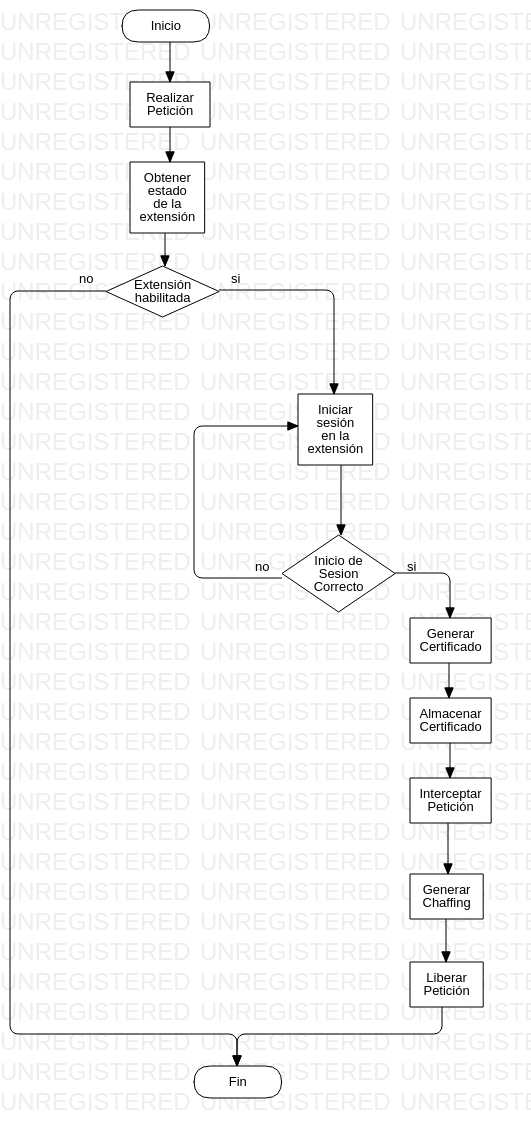 Inicio
Realizar
Petición
Obtener
estado
de la
extensión
no
Extensión
habilitada
si
Iniciar
sesión
en la
extensión
no
Inicio de
Sesion
Correcto
si
Generar
Certificado
Almacenar
Certificado
Interceptar
Petición
Generar
Chaffing
Liberar
Petición
Fin
UNREGISTERED UNREGISTERED UNREGISTERED